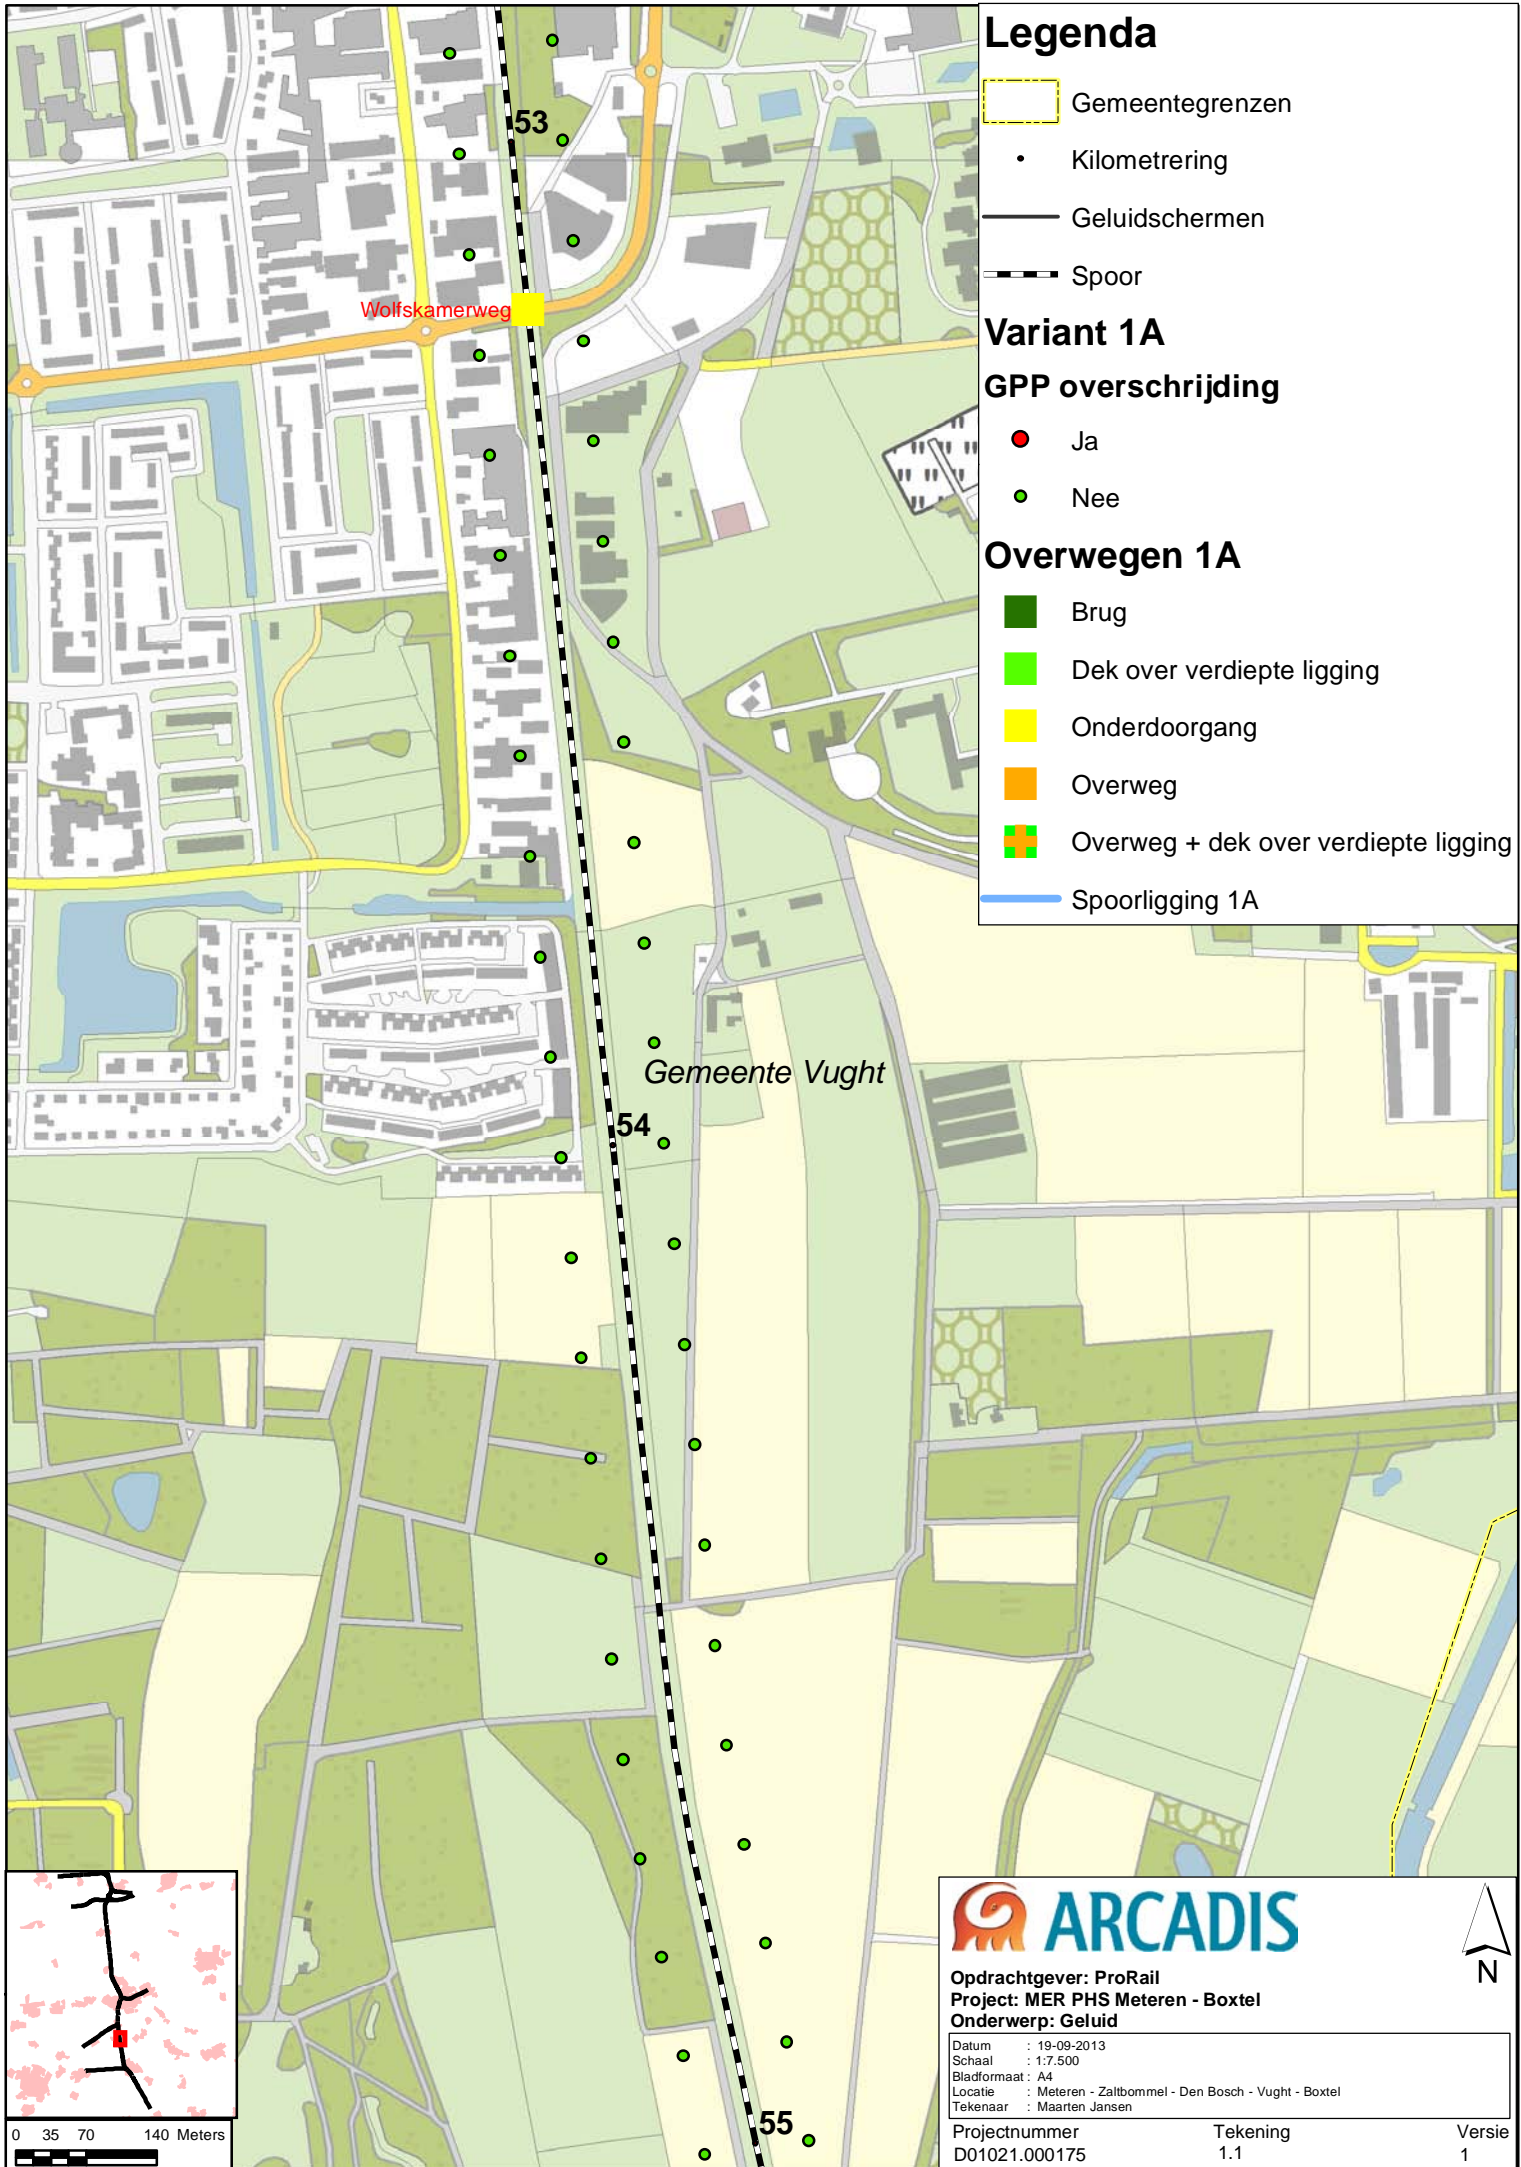 Legenda
Gemeentegrenzen
Kilometrering
Geluidschermen
Spoor
Variant 1A
GPP overschrijding
Ja
Nee
Overwegen 1A
Brug
Dek over verdiepte ligging
Onderdoorgang
Overweg
Overweg + dek over verdiepte ligging
Spoorligging 1A
53
Wolfskamerweg
Gemeente Vught
54
55
0 35 70 140 Meters
ARCADIS
N
Opdrachtgever: ProRail
Project: MER PHS Meteren - Boxtel
Onderwerp: Geluid
Datum : 19-09-2013
Schaal : 1:7.500
Bladformaat : A4
Locatie : Meteren - Zaltbommel - Den Bosch - Vught - Boxtel
Tekenaar : Maarten Jansen
Projectnummer Tekening Versie
D01021.000175 1.1 1